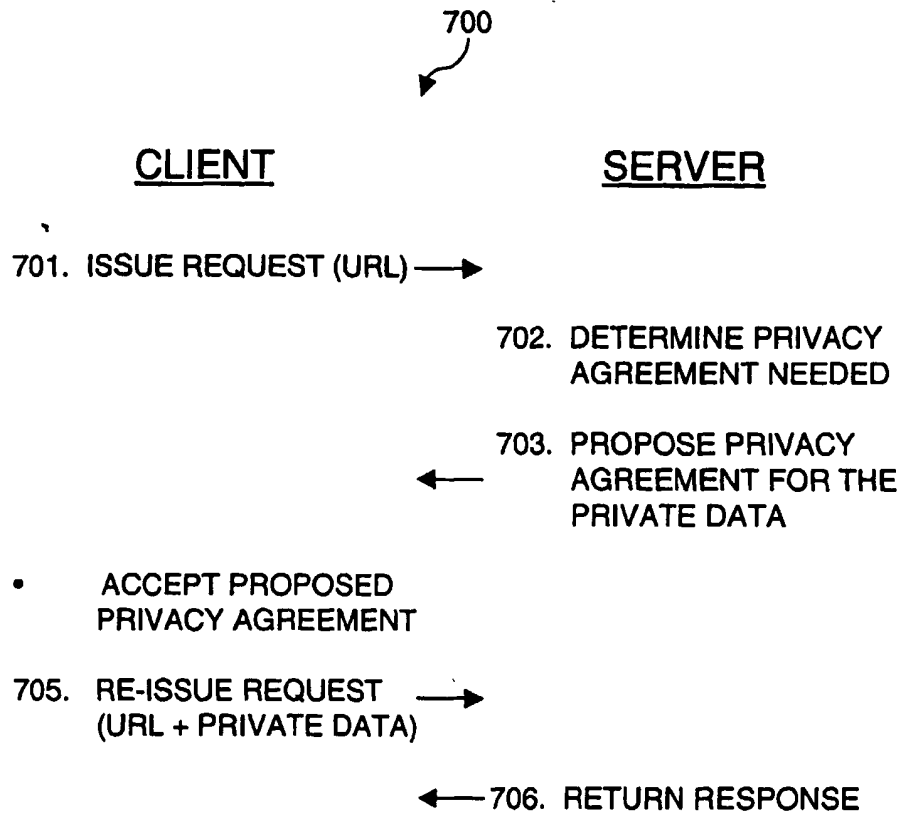 700
CLIENT SERVER
701. ISSUE REQUEST (URL)
702. DETERMINE PRIVACY
AGREEMENT NEEDED
703. PROPOSE PRIVACY
AGREEMENT FOR THE
PRIVATE DATA
• ACCEPT PROPOSED
PRIVACY AGREEMENT
705. RE-ISSUE REQUEST
(URL + PRIVATE DATA)
706. RETURN RESPONSE